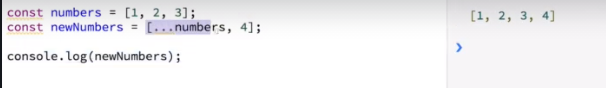 const numbers = [1, 2, 3];
const newNumbers = [...numbers, 4];
console.log(newNumbers);
[1, 2, 3, 4]
❯